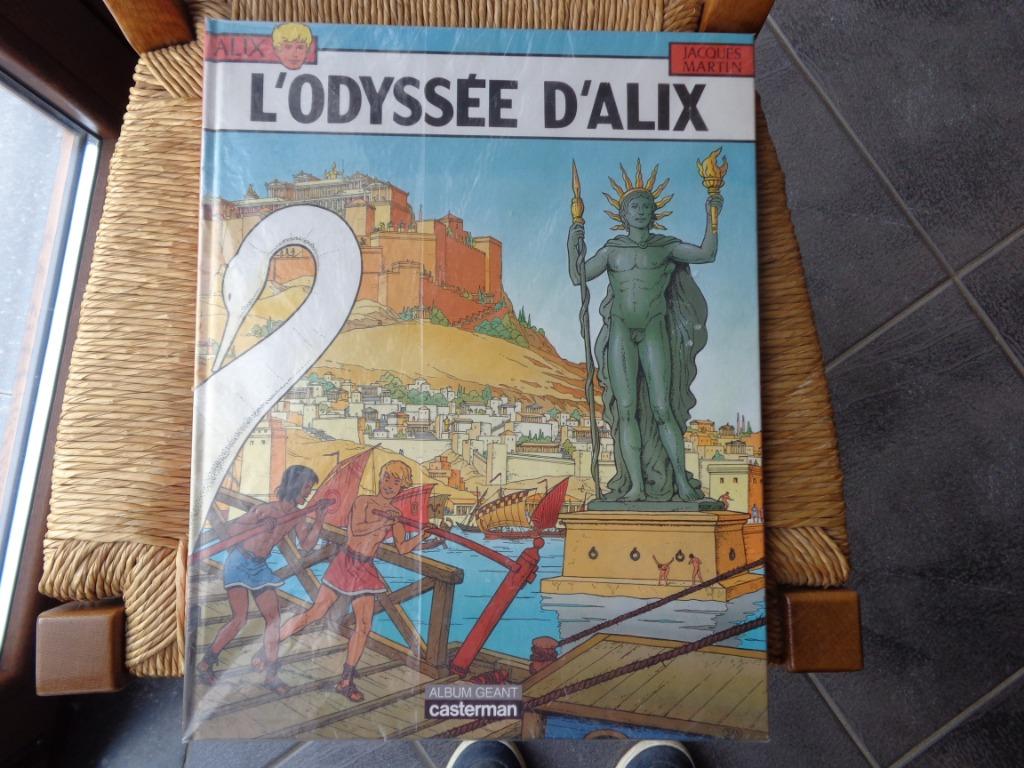 ALIX
JACQUES
MARTIN
L'ODYSSÉE D'ALIX
ALBUM GEANT
casterman